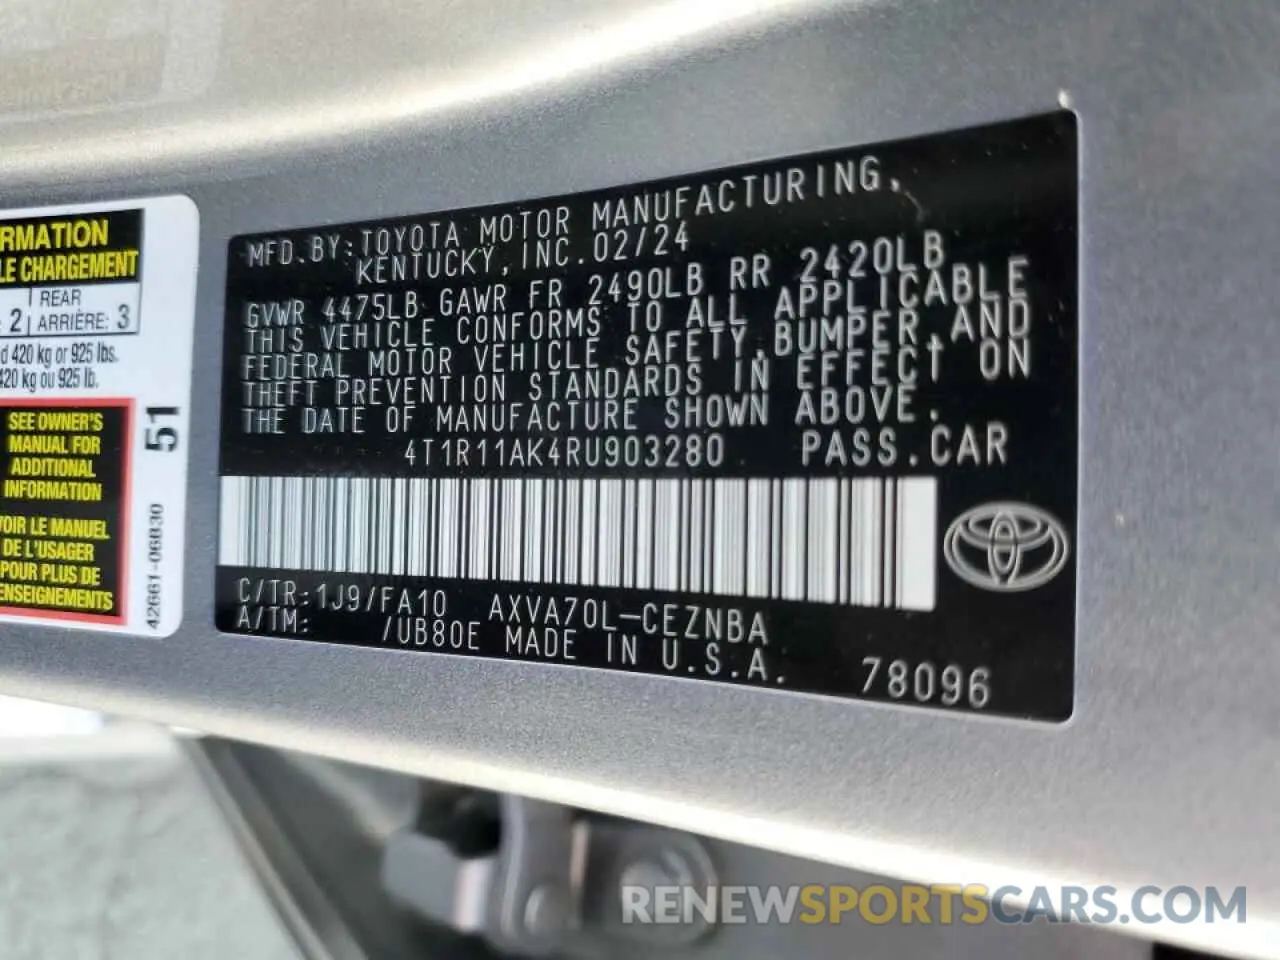 RMATION
LE CHARGEMENT
REAR
2 ARRIÈRE: 3
420 kg or 925 lbs.
420 kg ou 925 lb.
SEE OWNER'S
MANUAL FOR
ADDITIONAL
INFORMATION
VOIR LE MANUEL
DE L'USAGER
POUR PLUS DE
ENSEIGNEMENTS
51
42661-06B30
MFD.BY:TOYOTA MOTOR MANUFACTURING,
KENTUCKY,INC.02/24
GVWR 4475LB GAWR FR 2490LB RR 2420LB
THIS VEHICLE CONFORMS TO ALL APPLICABLE
FEDERAL MOTOR VEHICLE SAFETY,BUMPER,AND
THEFT PREVENTION STANDARDS IN EFFECT ON
THE DATE OF MANUFACTURE SHOWN ABOVE.
4T1R11AK4RU903280 PASS.CAR
C/TR:1J9/FA10 AXVA70L-CEZNBA
A/TM: /UB80E MADE IN U.S.A.
78096
RENEWSPORTSCARS.COM